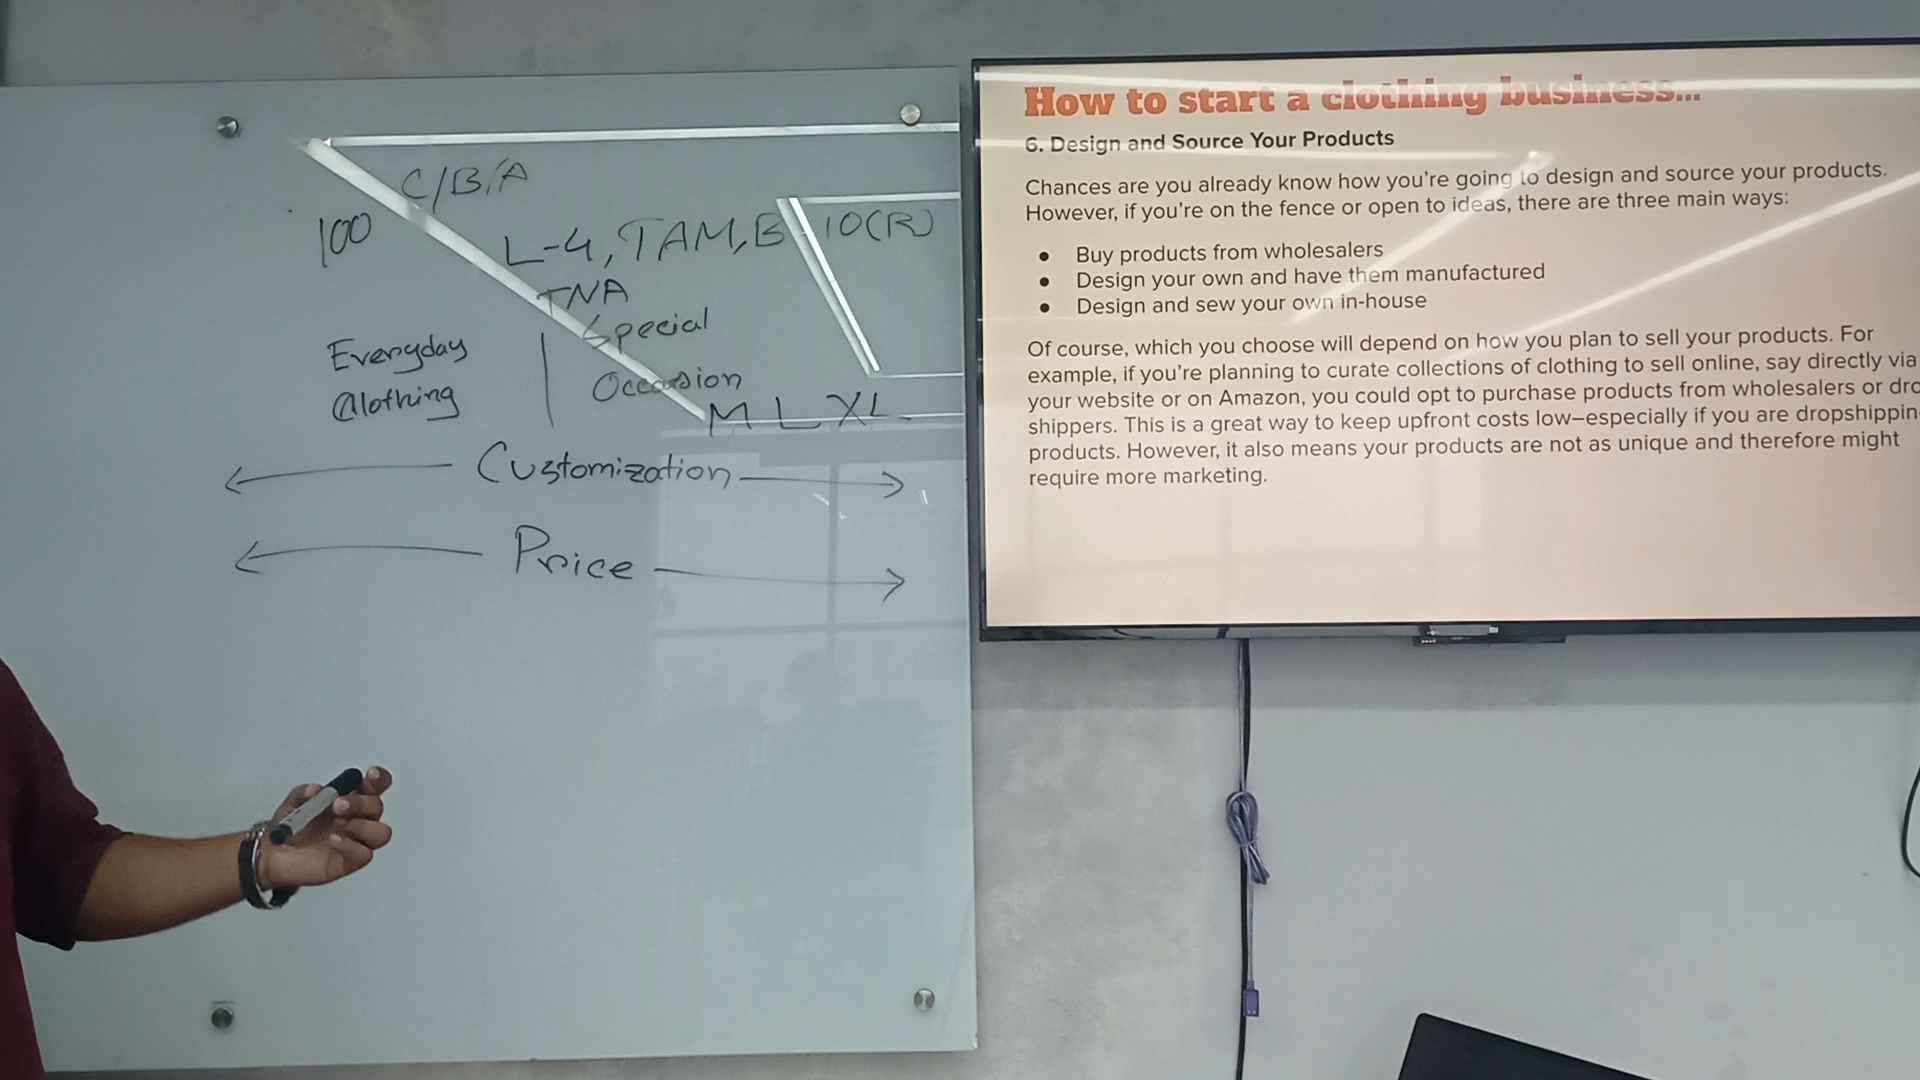 C/B/A
100
L-4, TAM, B 10(R)
TNA
Everyday
Clothing
Special
Occasion
M L XL
Customization
Price
How to start a clothing business...
6. Design and Source Your Products
Chances are you already know how you're going to design and source your products.
However, if you're on the fence or open to ideas, there are three main ways:
• Buy products from wholesalers
• Design your own and have them manufactured
• Design and sew your own in-house
Of course, which you choose will depend on how you plan to sell your products. For
example, if you're planning to curate collections of clothing to sell online, say directly via
your website or on Amazon, you could opt to purchase products from wholesalers or dro
shippers. This is a great way to keep upfront costs low—especially if you are dropshippin
products. However, it also means your products are not as unique and therefore might
require more marketing.